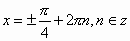 x = ± π/4 + 2πn, n ∈ z